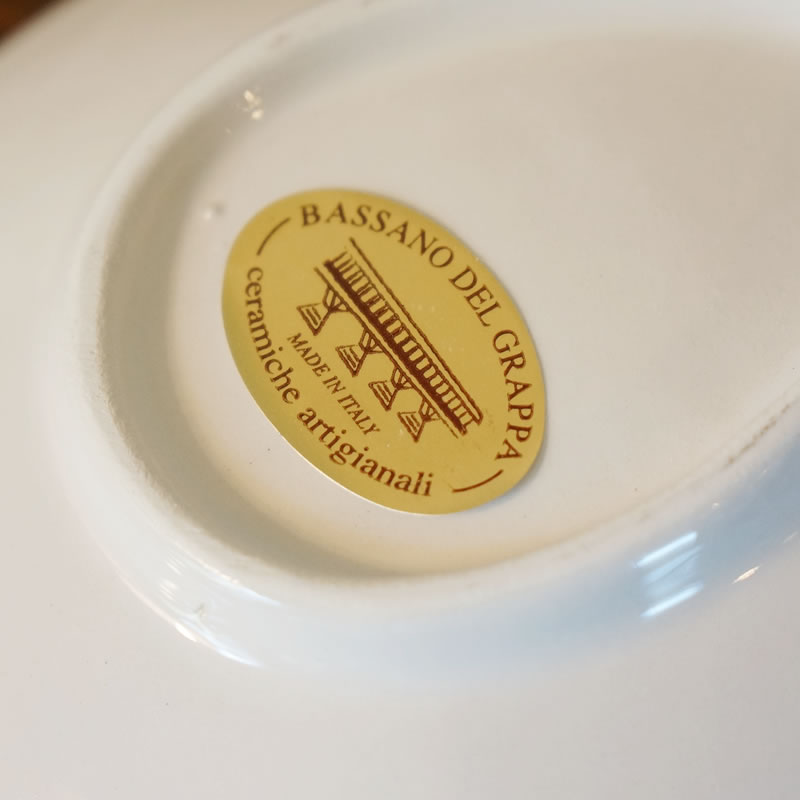 BASSANO DEL GRAPPA
MADE IN ITALY
ceramiche artigianali